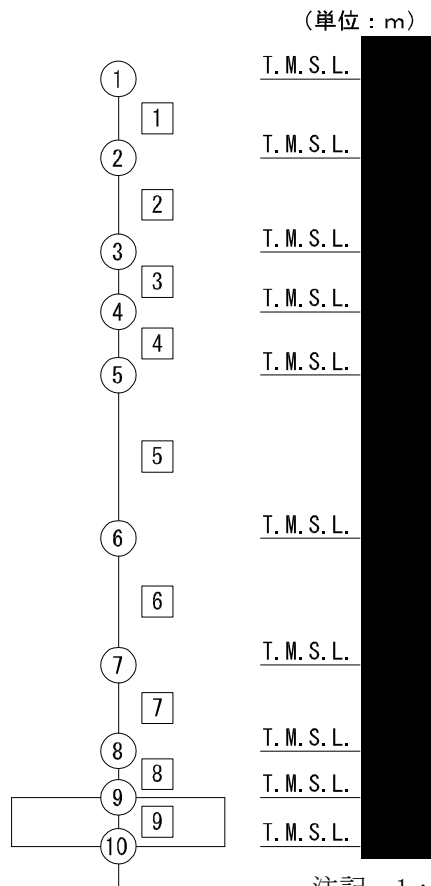 (単位：m)
① T.M.S.L.
1
② T.M.S.L.
2
③ T.M.S.L.
3
④ T.M.S.L.
4
⑤ T.M.S.L.
5
⑥ T.M.S.L.
6
⑦ T.M.S.L.
7
⑧ T.M.S.L.
8
⑨ T.M.S.L.
9
⑩ T.M.S.L.